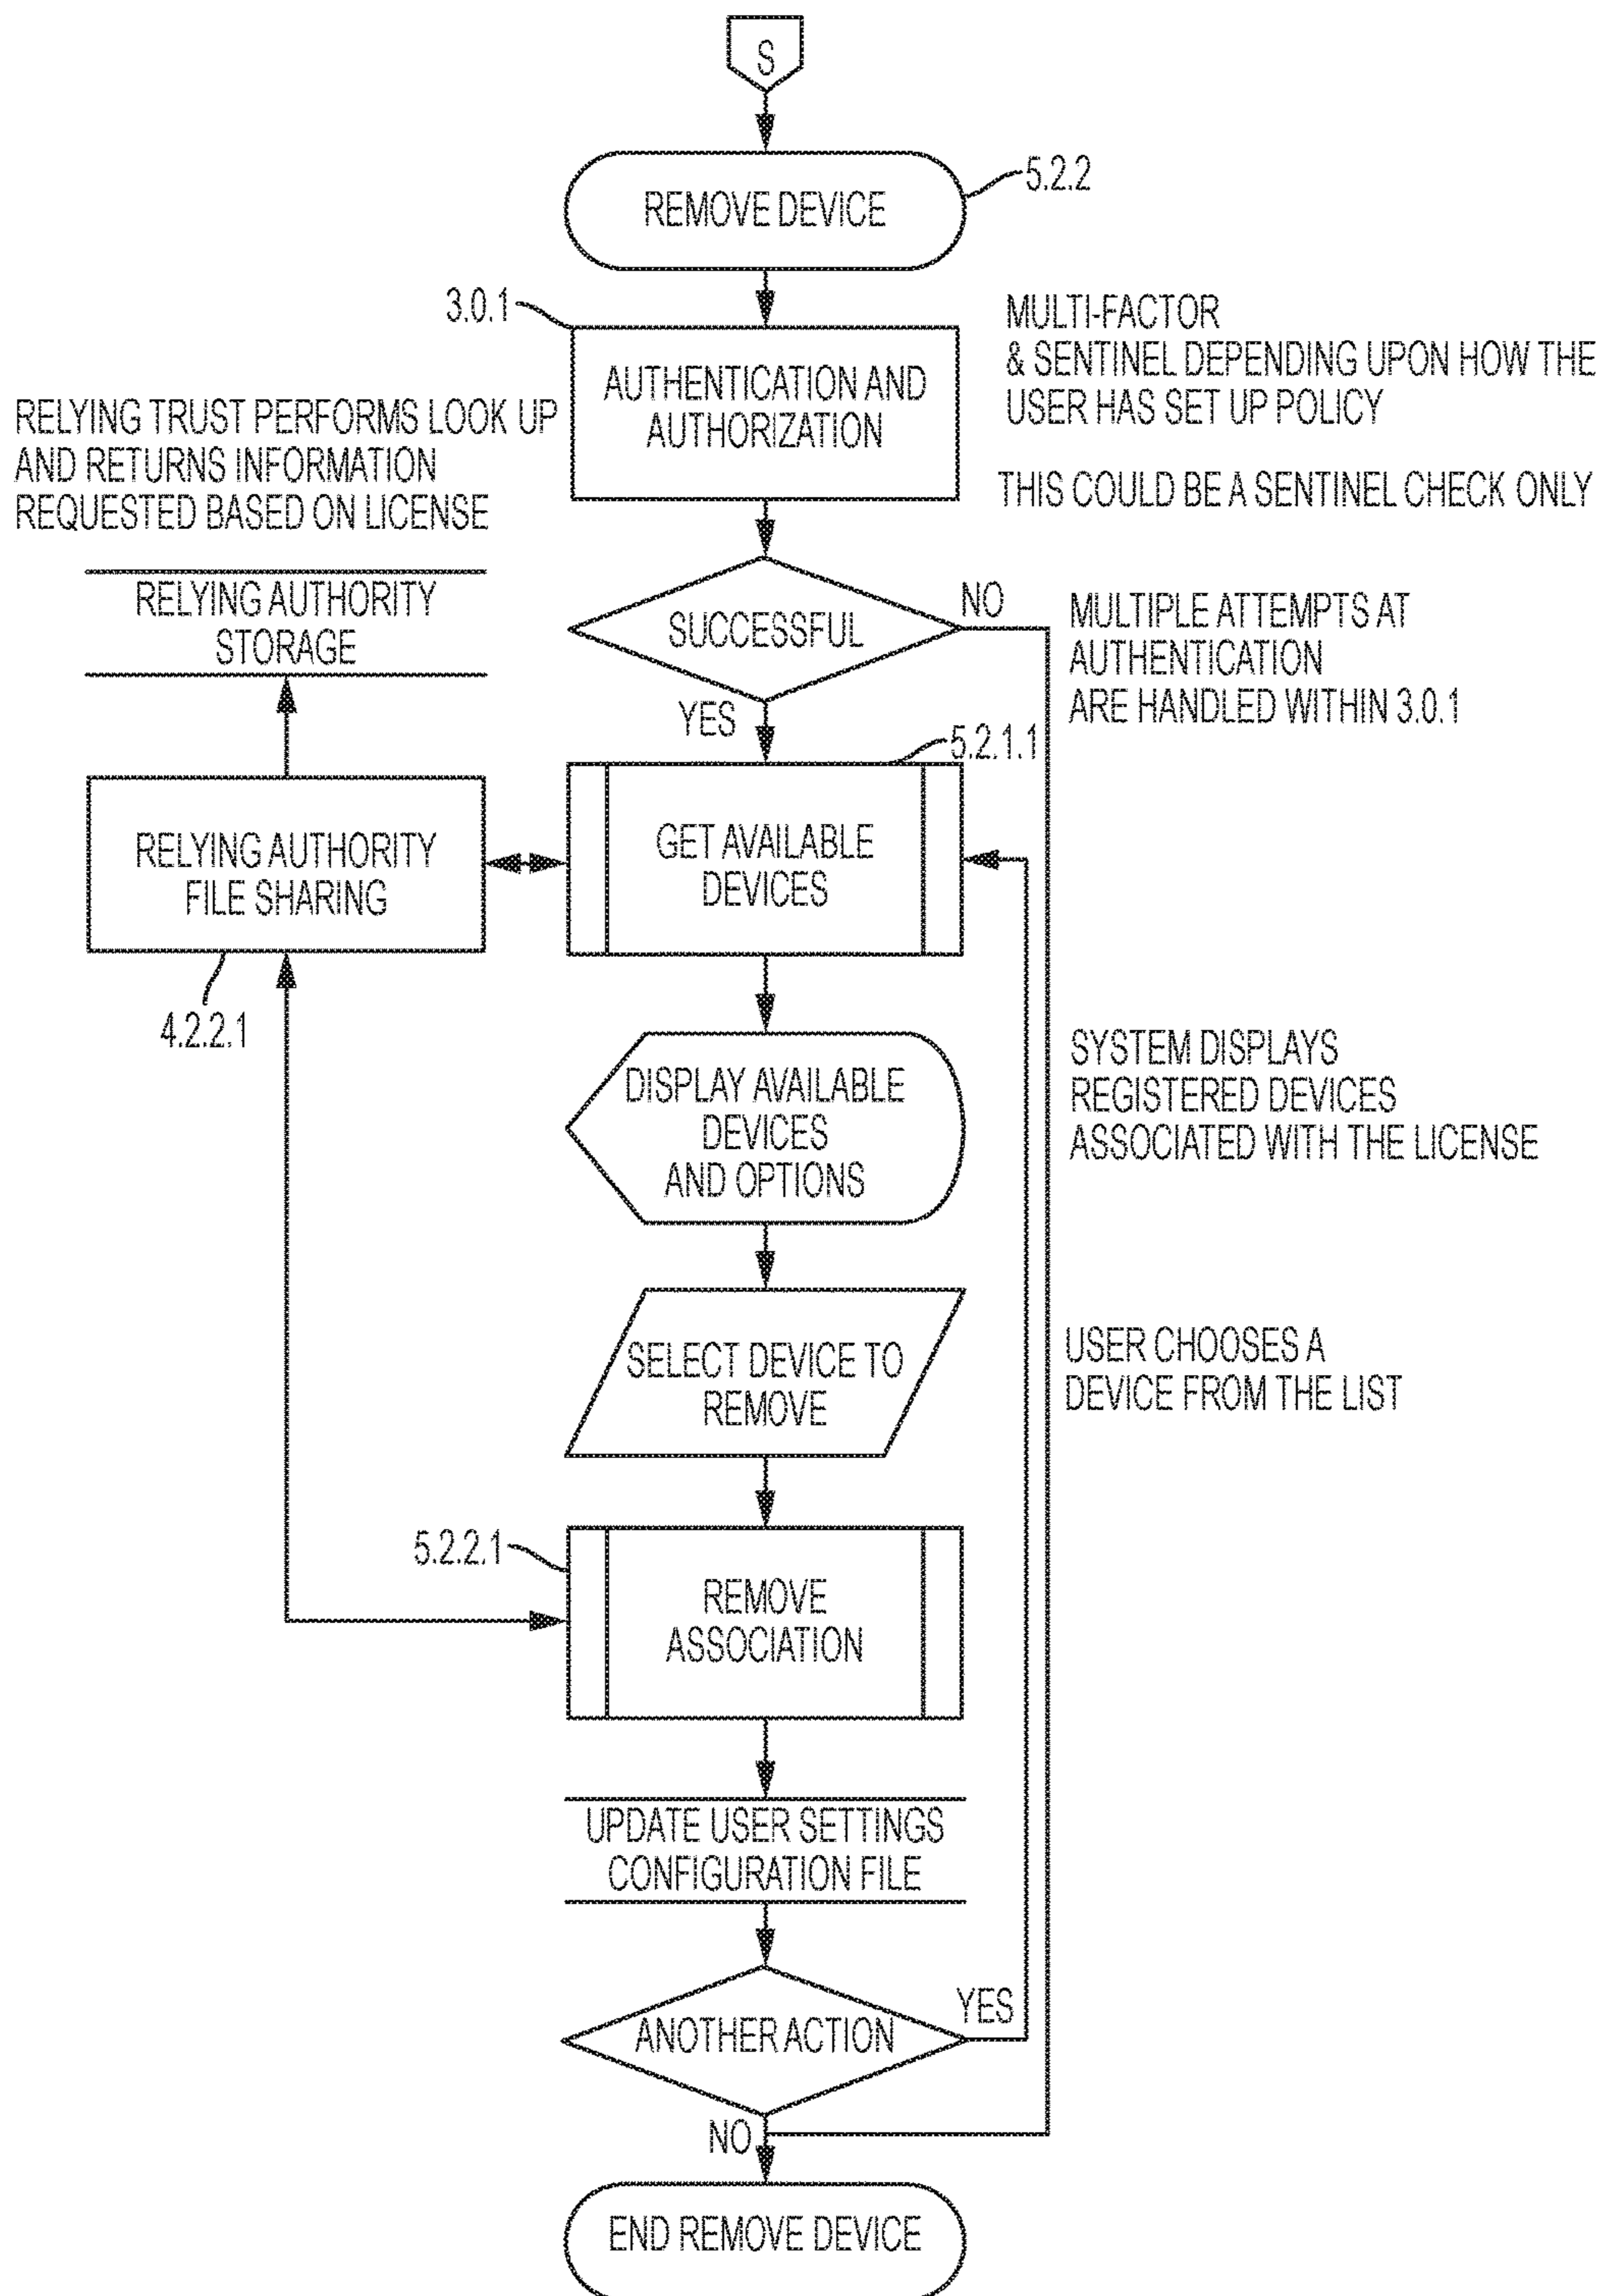 S
REMOVE DEVICE
5.2.2
3.0.1
AUTHENTICATION AND
AUTHORIZATION
MULTI-FACTOR
& SENTINEL DEPENDING UPON HOW THE
USER HAS SET UP POLICY
THIS COULD BE A SENTINEL CHECK ONLY
RELYING TRUST PERFORMS LOOK UP
AND RETURNS INFORMATION
REQUESTED BASED ON LICENSE
RELYING AUTHORITY
STORAGE
SUCCESSFUL
NO
MULTIPLE ATTEMPTS AT
AUTHENTICATION
ARE HANDLED WITHIN 3.0.1
YES
5.2.1.1
RELYING AUTHORITY
FILE SHARING
GET AVAILABLE
DEVICES
4.2.2.1
DISPLAY AVAILABLE
DEVICES
AND OPTIONS
SYSTEM DISPLAYS
REGISTERED DEVICES
ASSOCIATED WITH THE LICENSE
SELECT DEVICE TO
REMOVE
USER CHOOSES A
DEVICE FROM THE LIST
5.2.2.1
REMOVE
ASSOCIATION
UPDATE USER SETTINGS
CONFIGURATION FILE
ANOTHER ACTION
YES
NO
END REMOVE DEVICE